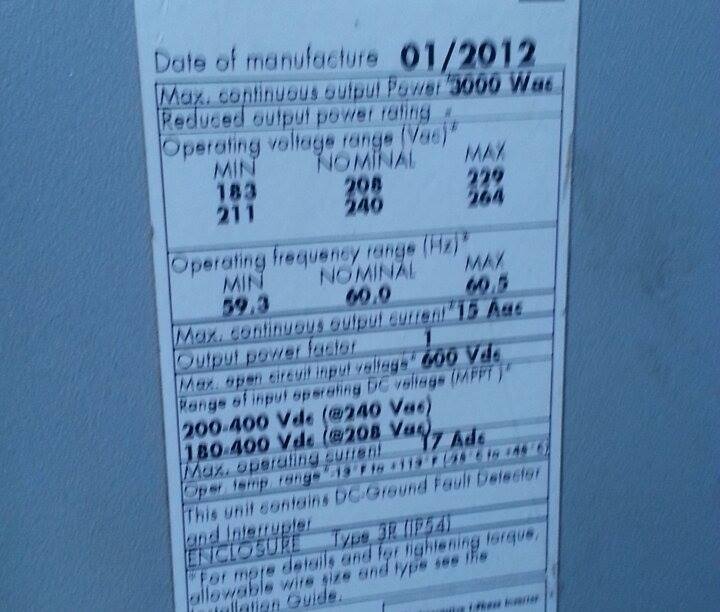 Date of manufacture 01/2012
Max. continuous output Power* 3000 Wac
Reduced output power rating
Operating voltage range (Vac)*
MIN NOMINAL MAX
183 208 229
211 240 264
Operating frequency range (Hz)*
MIN NOMINAL MAX
59.3 60.0 60.5
Max. continuous output current* 15 Aac
Output power factor 1
Max. open circuit input voltage* 600 Vdc
Range of input operating DC voltage (MPPT)*
200-400 Vdc (@240 Vac)
180-400 Vdc (@208 Vac)
Max. operating current 17 Adc
Oper. temp. range*
This unit contains DC-Ground Fault Detector
and Interrupter
ENCLOSURE Type 3R (IP54)
*For more details and for tightening torque,
allowable wire size and type see the
Installation Guide.